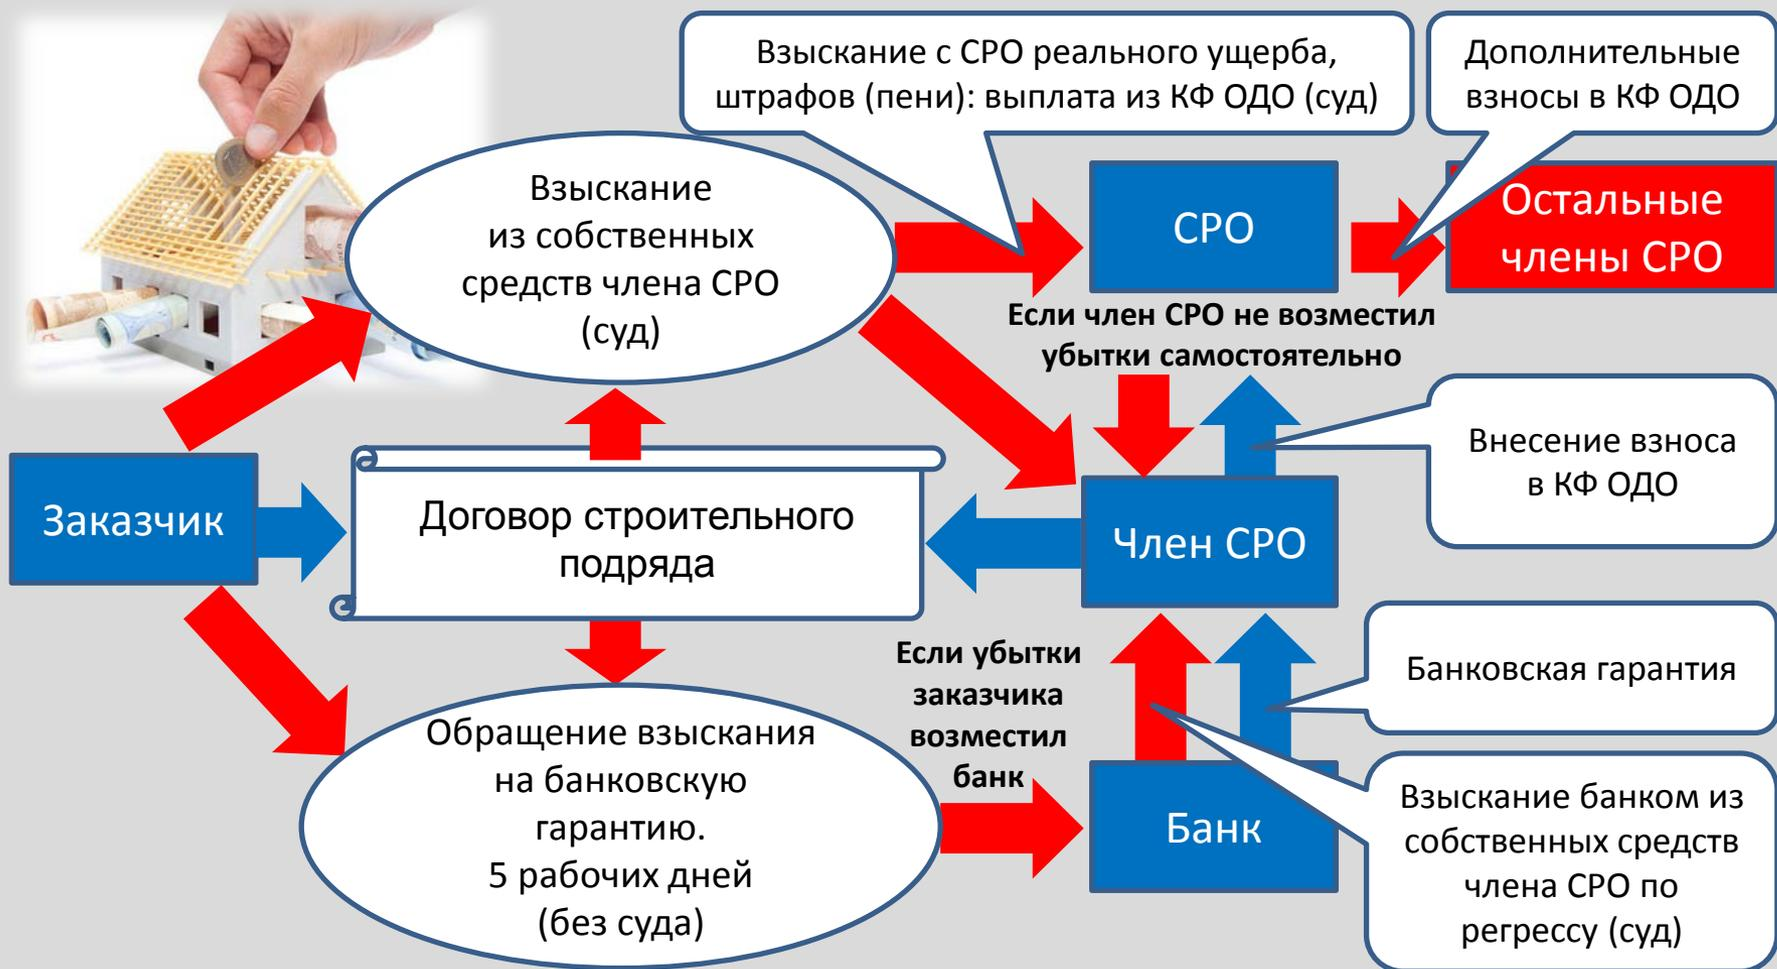 Взыскание с СРО реального ущерба,
штрафов (пени): выплата из КФ ОДО (суд)
Дополнительные
взносы в КФ ОДО
Взыскание
из собственных
средств члена СРО
(суд)
СРО
Остальные
члены СРО
Если член СРО не возместил
убытки самостоятельно
Внесение взноса
в КФ ОДО
Заказчик
Договор строительного
подряда
Член СРО
Если убытки
заказчика
возместил
банк
Банковская гарантия
Обращение взыскания
на банковскую
гарантию.
5 рабочих дней
(без суда)
Банк
Взыскание банком из
собственных средств
члена СРО по
регрессу (суд)